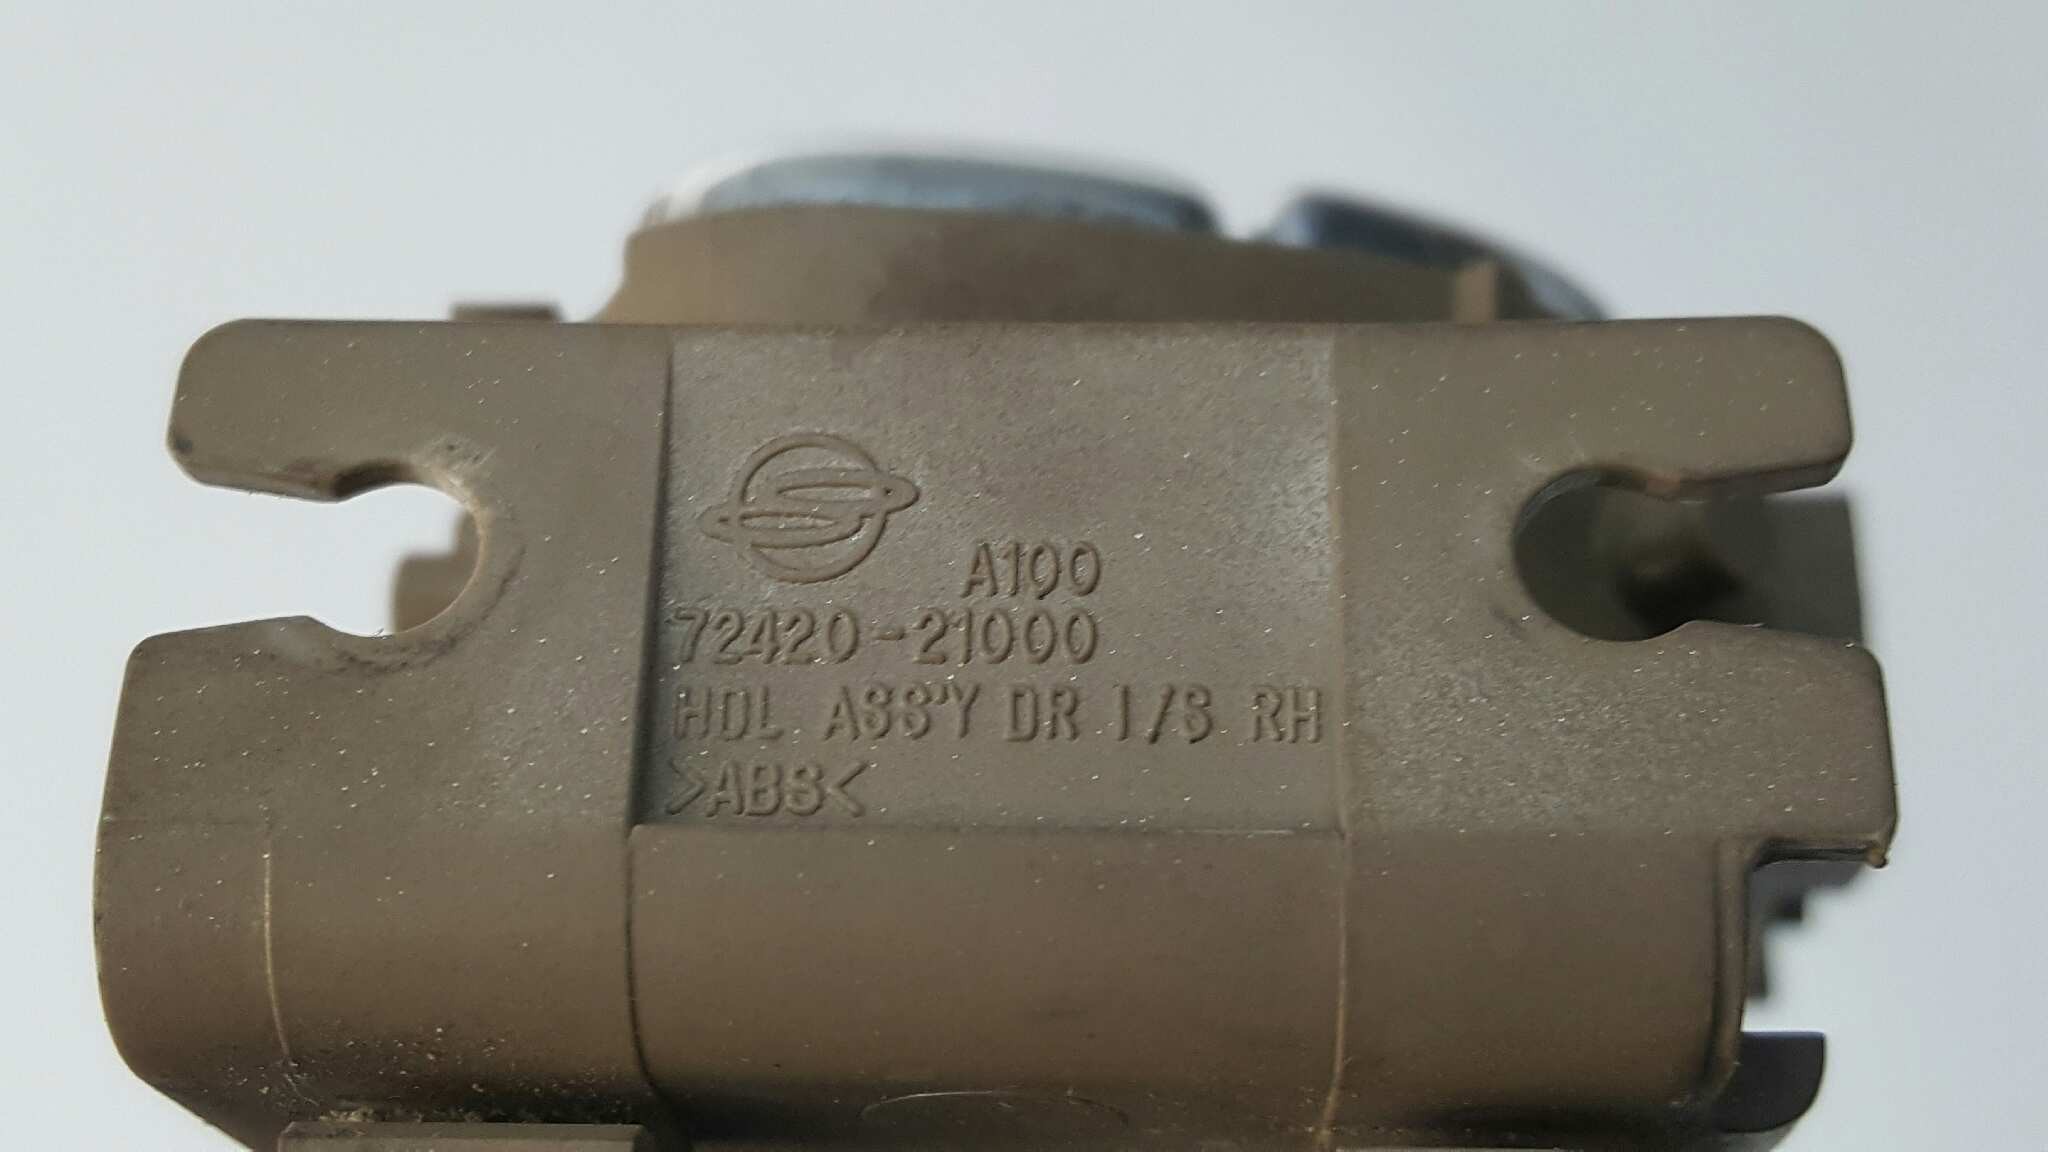 A100
72420-21000
HDL ASS'Y DR I/S RH
>ABS<